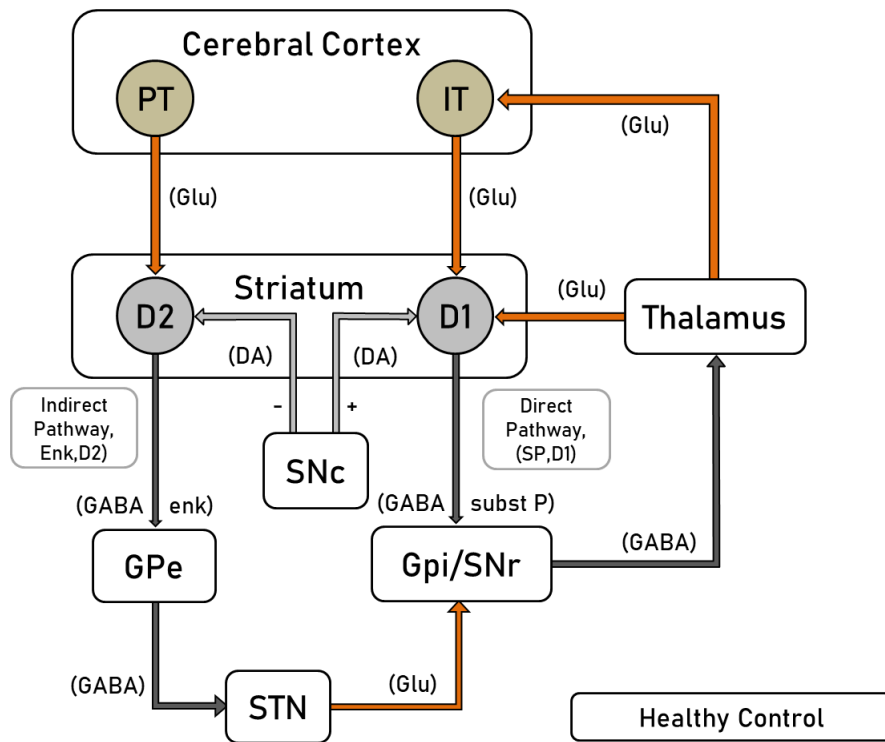 Cerebral Cortex
PT
IT
(Glu)
(Glu)
(Glu)
Striatum
(Glu)
D2
D1
Thalamus
(DA)
(DA)
Indirect
Pathway,
Enk,D2)
-
+
Direct
Pathway,
(SP,D1)
SNc
(GABA enk)
(GABA subst P)
(GABA)
GPe
Gpi/SNr
(GABA)
(Glu)
STN
Healthy Control